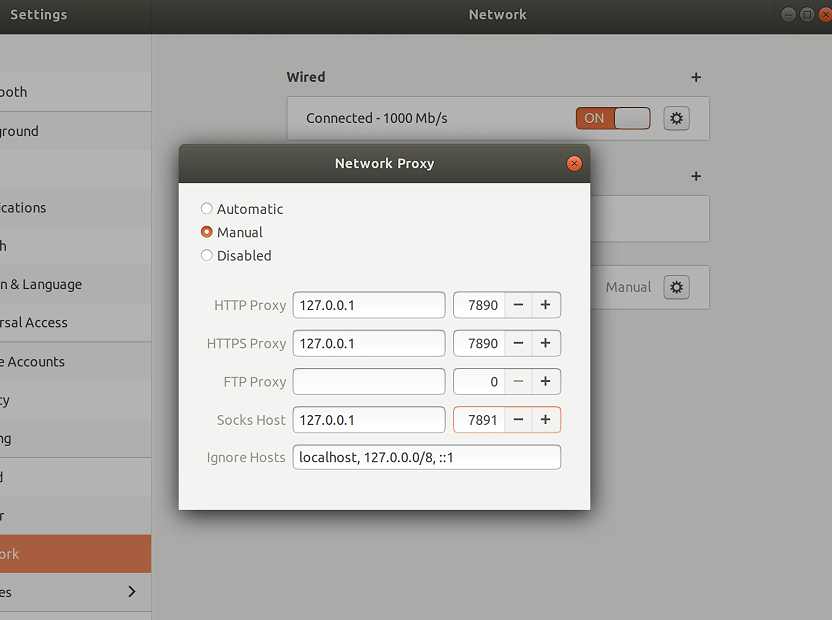 Settings
Network
ooth
ground
ications
h
n & Language
rsal Access
e Accounts
cy
ng
d
r
ork
es
Wired
Connected - 1000 Mb/s
ON
Manual
Network Proxy
Automatic
Manual
Disabled
HTTP Proxy 127.0.0.1 7890 − +
HTTPS Proxy 127.0.0.1 7890 − +
FTP Proxy 0 − +
Socks Host 127.0.0.1 7891 − +
Ignore Hosts localhost, 127.0.0.0/8, ::1